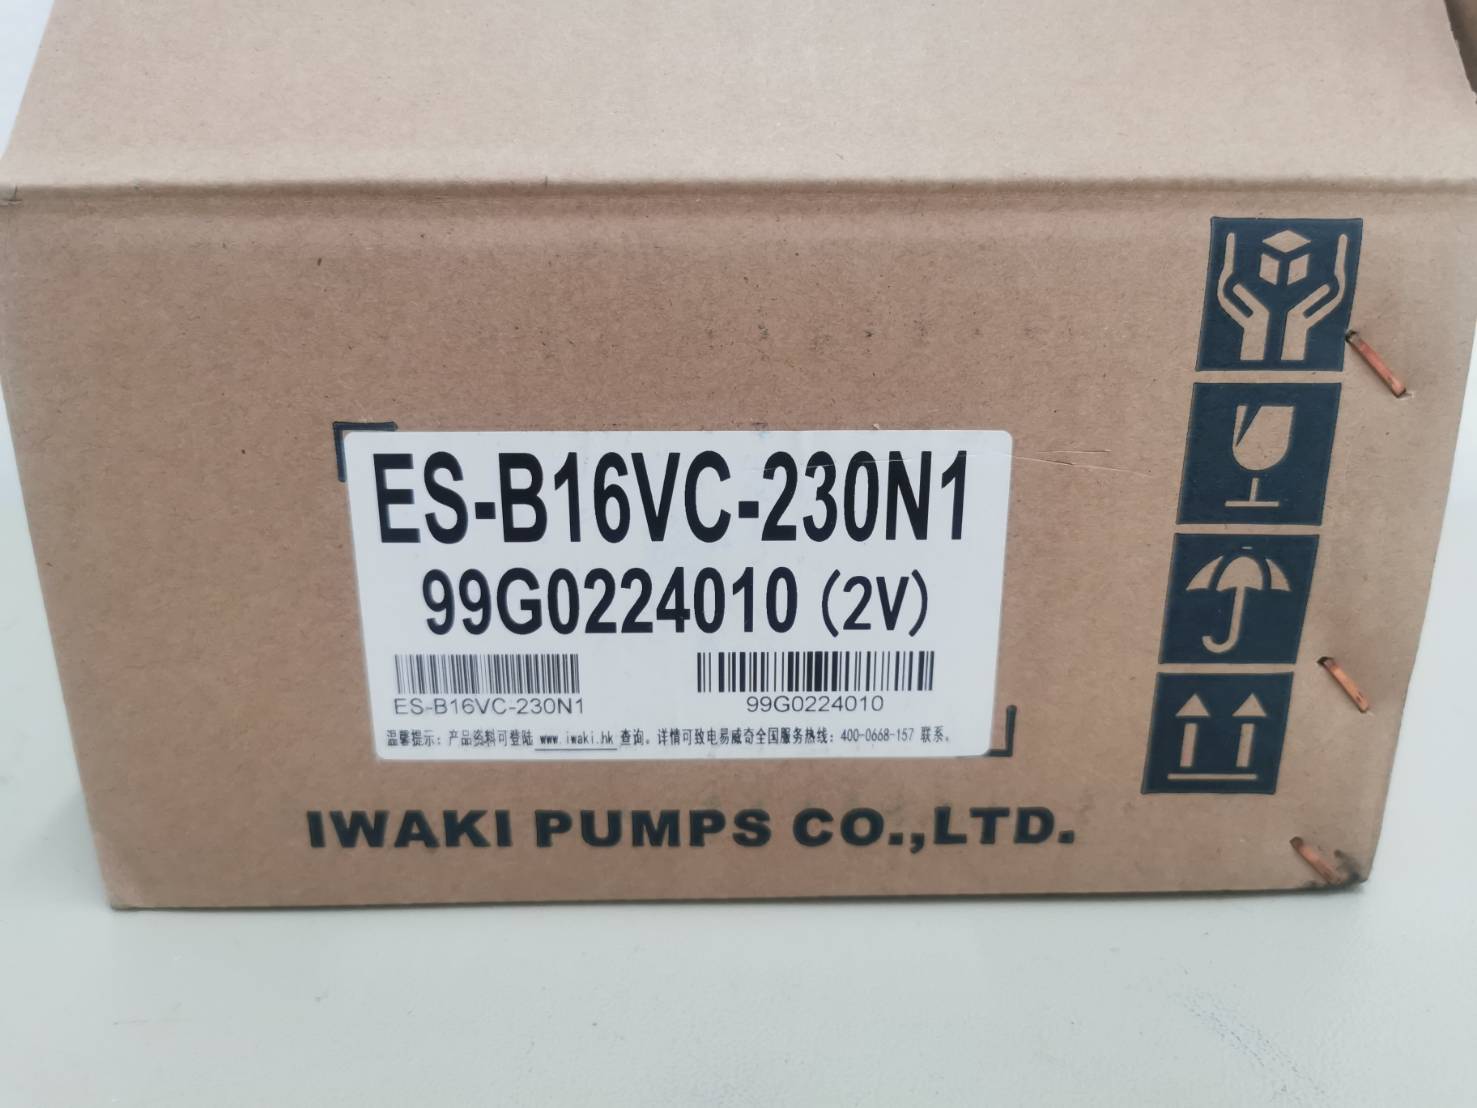 ES-B16VC-230N1
99G0224010 (2V)
ES-B16VC-230N1
99G0224010
温馨提示：产品资料可登陆 www.iwaki.hk 查询。详情可致电易威奇全国服务热线：400-0668-157 联系。
IWAKI PUMPS CO.,LTD.